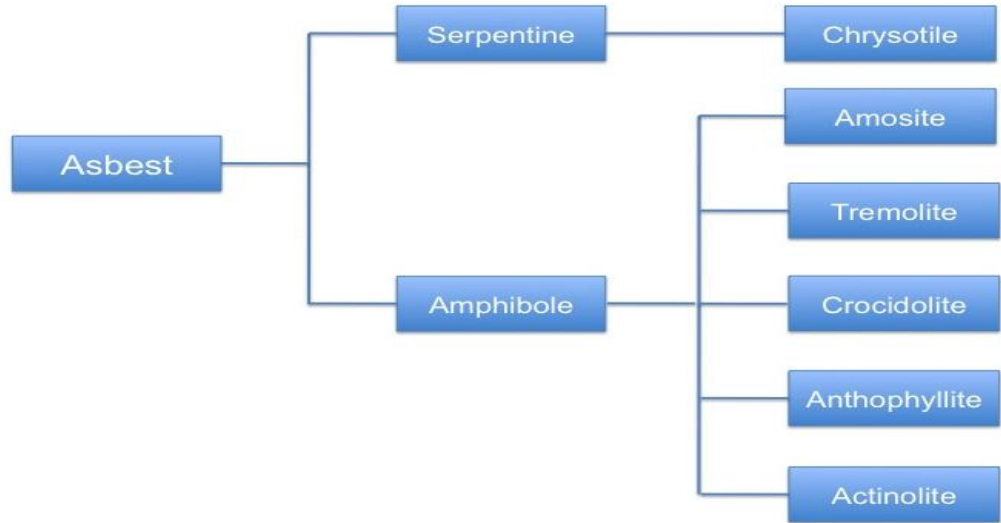 Asbest
Serpentine
Chrysotile
Amphibole
Amosite
Tremolite
Crocidolite
Anthophyllite
Actinolite